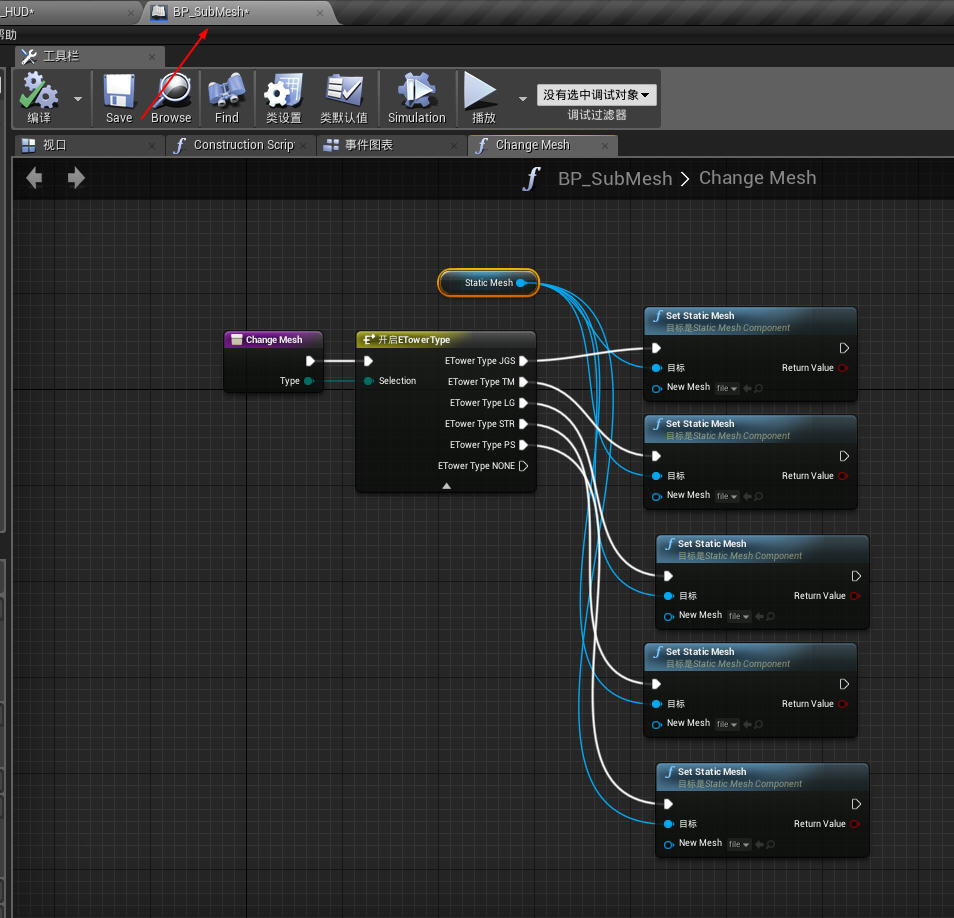 _HUD*
BP_SubMesh*
帮助
工具栏
编译
Save
Browse
Find
类设置
类默认值
Simulation
播放
没有选中调试对象
调试过滤器
视口
Construction Scrip
事件图表
Change Mesh
BP_SubMesh > Change Mesh
Static Mesh
Change Mesh
Type
开启ETowerType
Selection
ETower Type JGS
ETower Type TM
ETower Type LG
ETower Type STR
ETower Type PS
ETower Type NONE
Set Static Mesh
目标是Static Mesh Component
目标
Return Value
New Mesh file
Set Static Mesh
目标是Static Mesh Component
目标
Return Value
New Mesh file
Set Static Mesh
目标是Static Mesh Component
目标
Return Value
New Mesh file
Set Static Mesh
目标是Static Mesh Component
目标
Return Value
New Mesh file
Set Static Mesh
目标是Static Mesh Component
目标
Return Value
New Mesh file